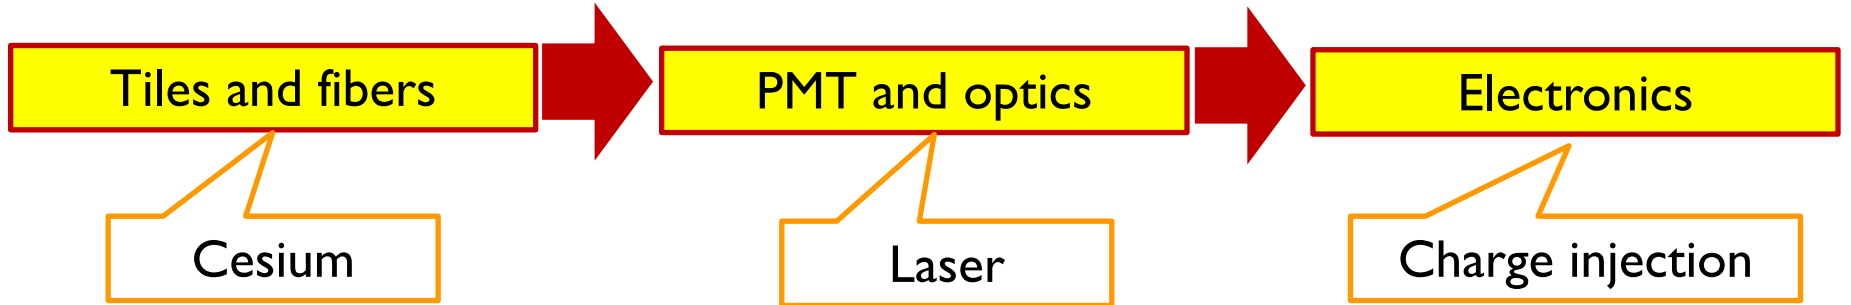 Tiles and fibers
PMT and optics
Electronics
Cesium
Laser
Charge injection